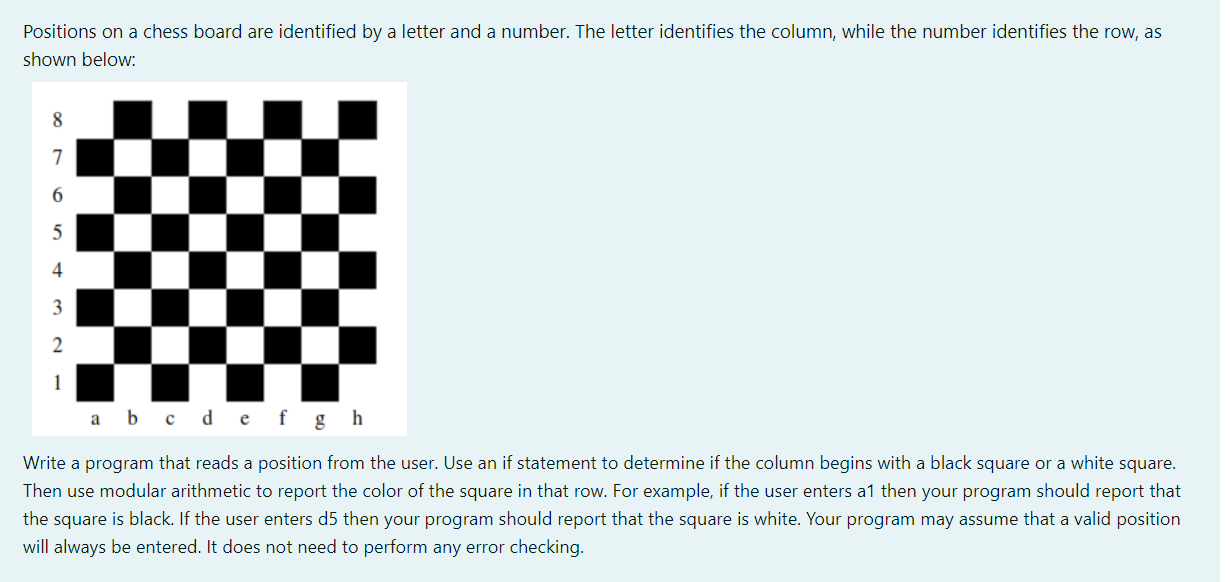 Positions on a chess board are identified by a letter and a number. The letter identifies the column, while the number identifies the row, as
shown below:
8
7
6
5
4
3
2
1
a b c d e f g h
Write a program that reads a position from the user. Use an if statement to determine if the column begins with a black square or a white square.
Then use modular arithmetic to report the color of the square in that row. For example, if the user enters a1 then your program should report that
the square is black. If the user enters d5 then your program should report that the square is white. Your program may assume that a valid position
will always be entered. It does not need to perform any error checking.